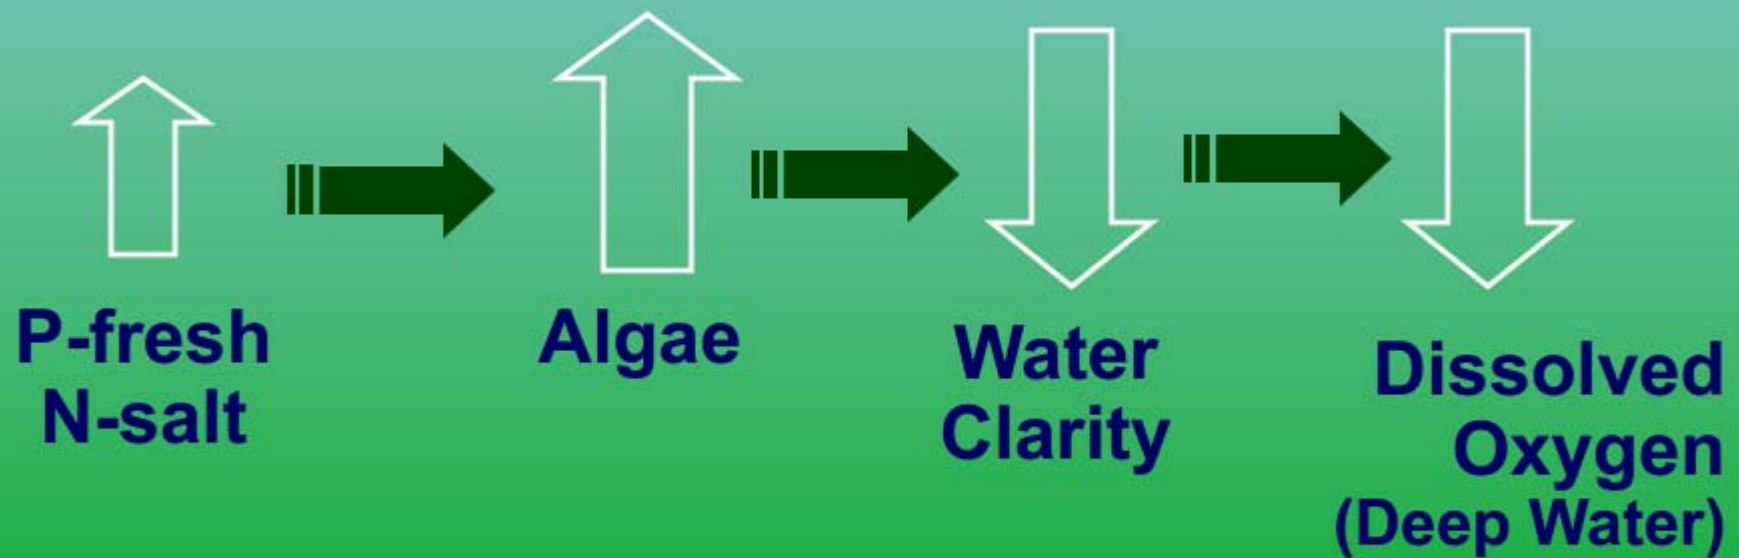 P-fresh
N-salt
Algae
Water
Clarity
Dissolved
Oxygen
(Deep Water)